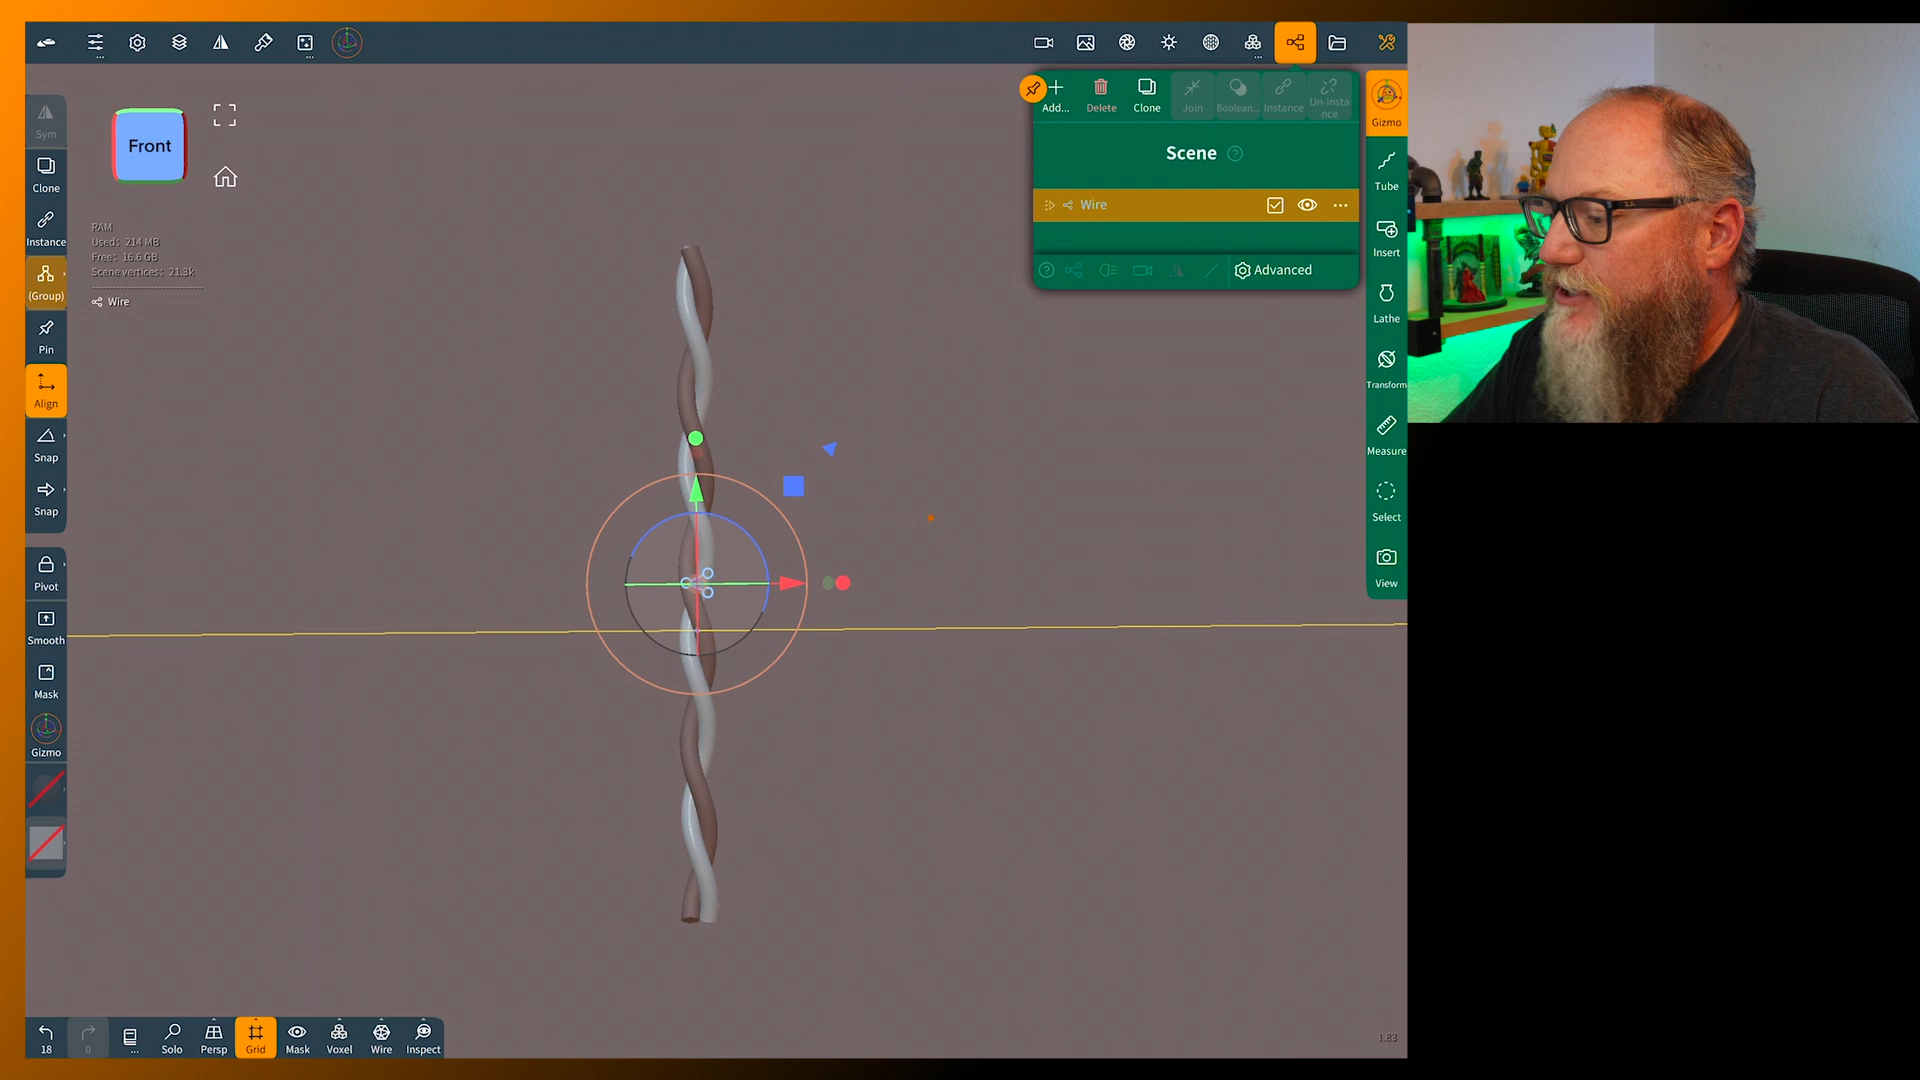 Add...
Delete
Clone
Join
Boolean...
Instance
Un-insta
nce
Scene
Wire
...
Advanced
Sym
Clone
Instance
(Group)
Pin
Align
Snap
Snap
Pivot
Smooth
Mask
Gizmo
Front
RAM
Used: 214 MB
Free: 16.6 GB
Scene vertices: 21.3k
Wire
Gizmo
Tube
Insert
Lathe
Transform
Measure
Select
View
18
0
...
Solo
Persp
Grid
Mask
Voxel
Wire
Inspect
1.83